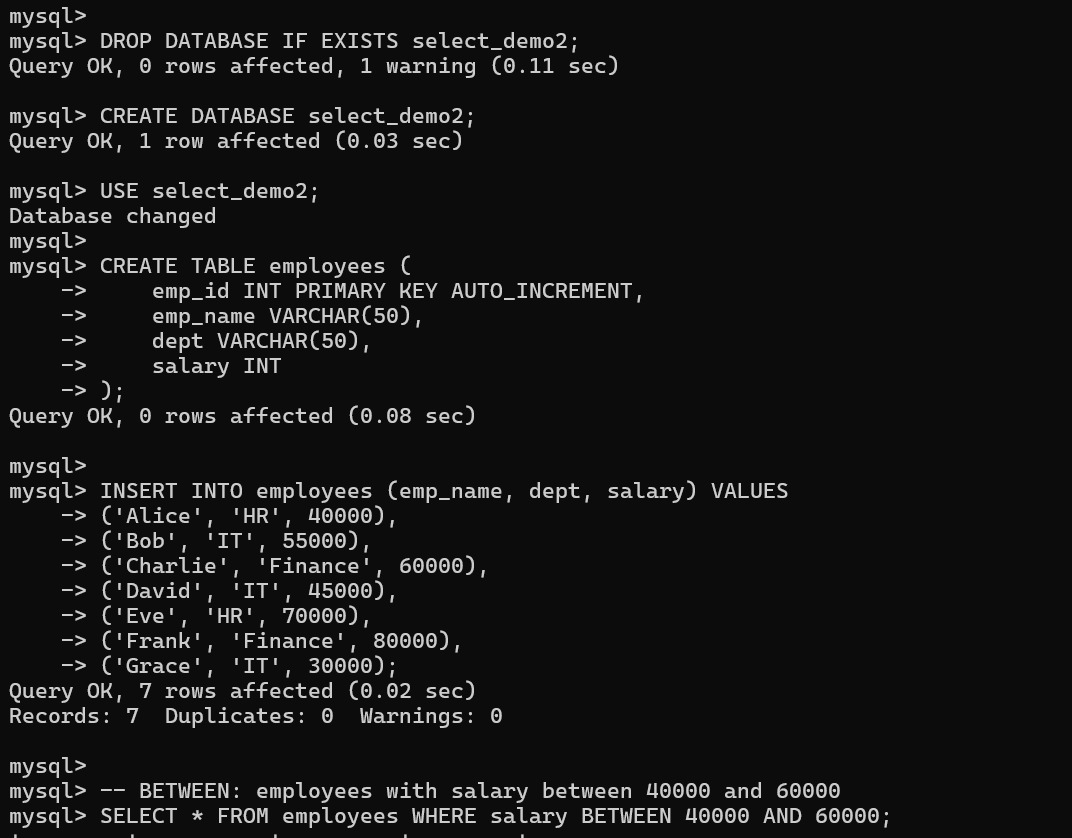 mysql>
mysql> DROP DATABASE IF EXISTS select_demo2;
Query OK, 0 rows affected, 1 warning (0.11 sec)

mysql> CREATE DATABASE select_demo2;
Query OK, 1 row affected (0.03 sec)

mysql> USE select_demo2;
Database changed
mysql>
mysql> CREATE TABLE employees (
    ->     emp_id INT PRIMARY KEY AUTO_INCREMENT,
    ->     emp_name VARCHAR(50),
    ->     dept VARCHAR(50),
    ->     salary INT
    -> );
Query OK, 0 rows affected (0.08 sec)

mysql>
mysql> INSERT INTO employees (emp_name, dept, salary) VALUES
    -> ('Alice', 'HR', 40000),
    -> ('Bob', 'IT', 55000),
    -> ('Charlie', 'Finance', 60000),
    -> ('David', 'IT', 45000),
    -> ('Eve', 'HR', 70000),
    -> ('Frank', 'Finance', 80000),
    -> ('Grace', 'IT', 30000);
Query OK, 7 rows affected (0.02 sec)
Records: 7  Duplicates: 0  Warnings: 0

mysql>
mysql> -- BETWEEN: employees with salary between 40000 and 60000
mysql> SELECT * FROM employees WHERE salary BETWEEN 40000 AND 60000;